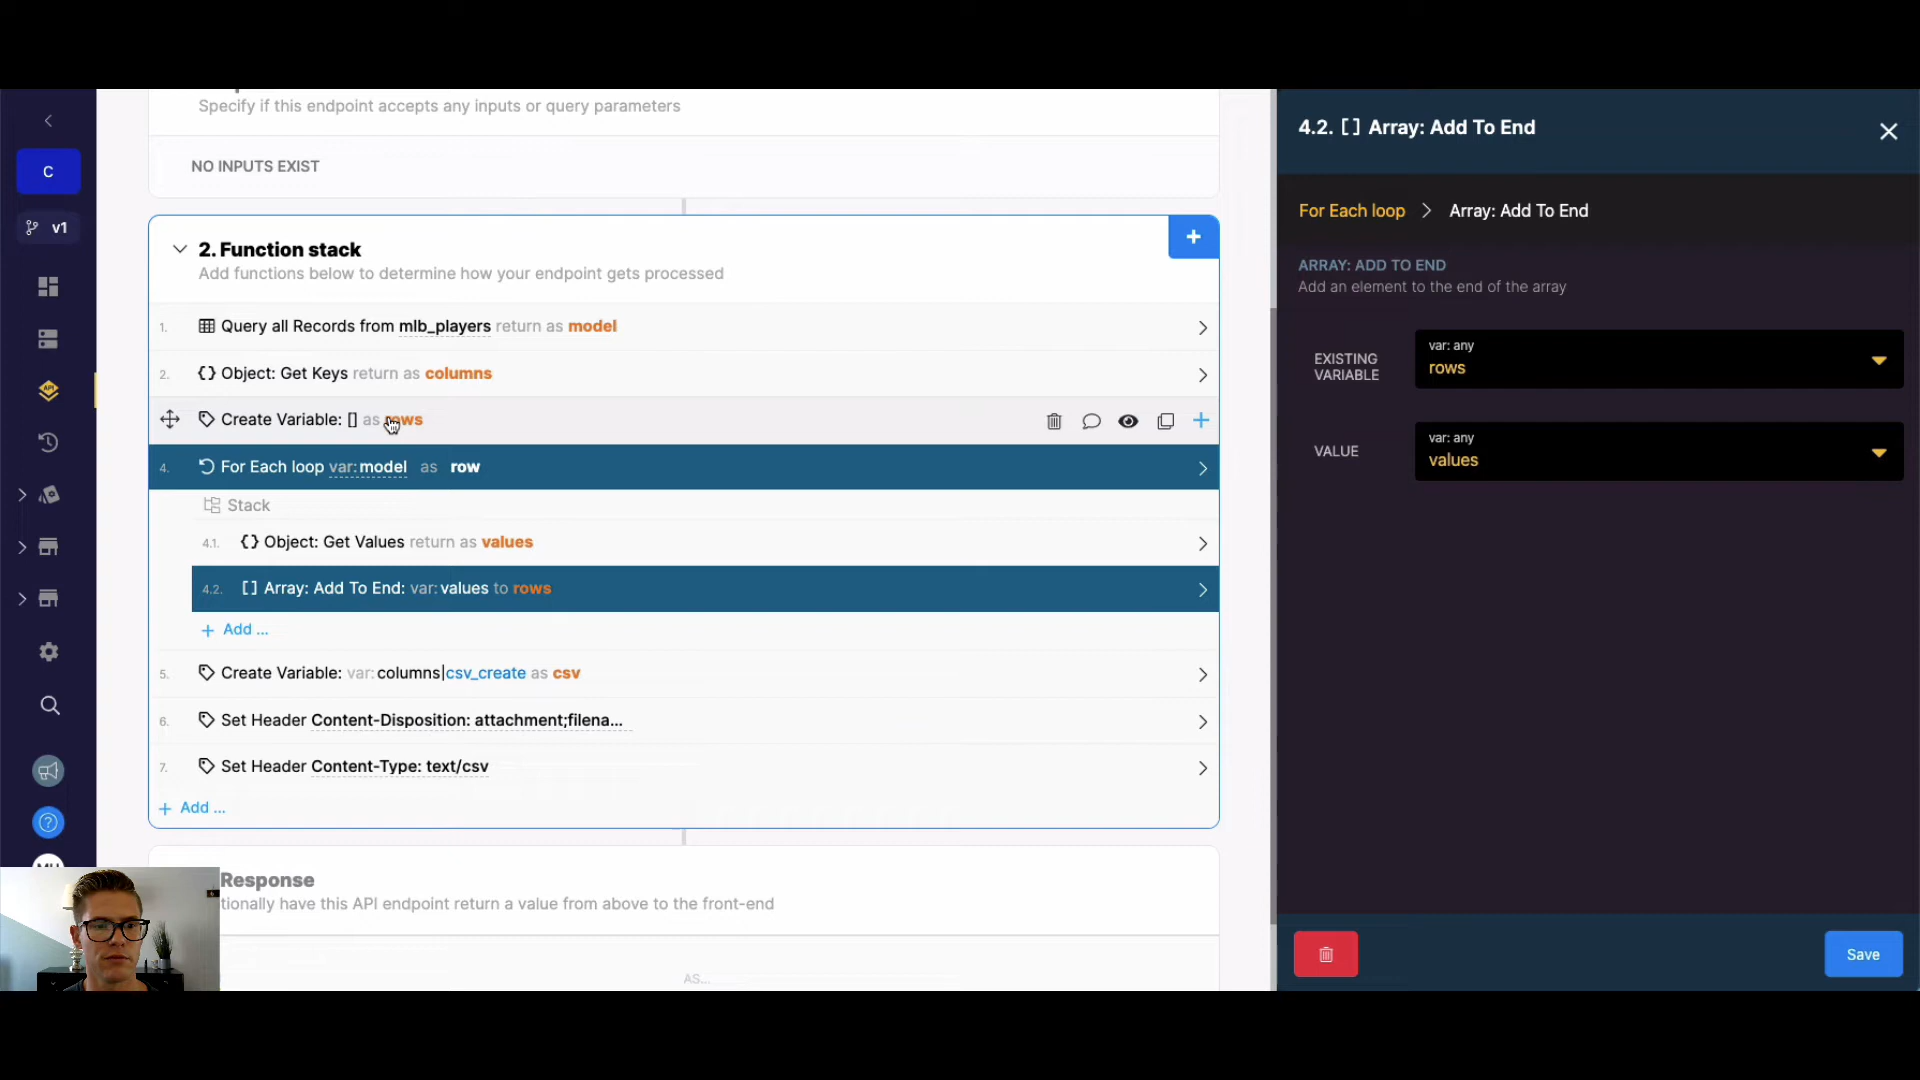 C
v1
API
?
Specify if this endpoint accepts any inputs or query parameters
NO INPUTS EXIST
2. Function stack
Add functions below to determine how your endpoint gets processed
+
1. Query all Records from mlb_players return as model
2. {} Object: Get Keys return as columns
Create Variable: [] as rows
4. For Each loop var: model as row
Stack
4.1. {} Object: Get Values return as values
4.2. [] Array: Add To End: var: values to rows
+ Add ...
5. Create Variable: var: columns|csv_create as csv
6. Set Header Content-Disposition: attachment;filena...
7. Set Header Content-Type: text/csv
+ Add ...
Response
tionally have this API endpoint return a value from above to the front-end
AS...
4.2. [] Array: Add To End
For Each loop > Array: Add To End
ARRAY: ADD TO END
Add an element to the end of the array
EXISTING VARIABLE
var: any
rows
VALUE
var: any
values
Save